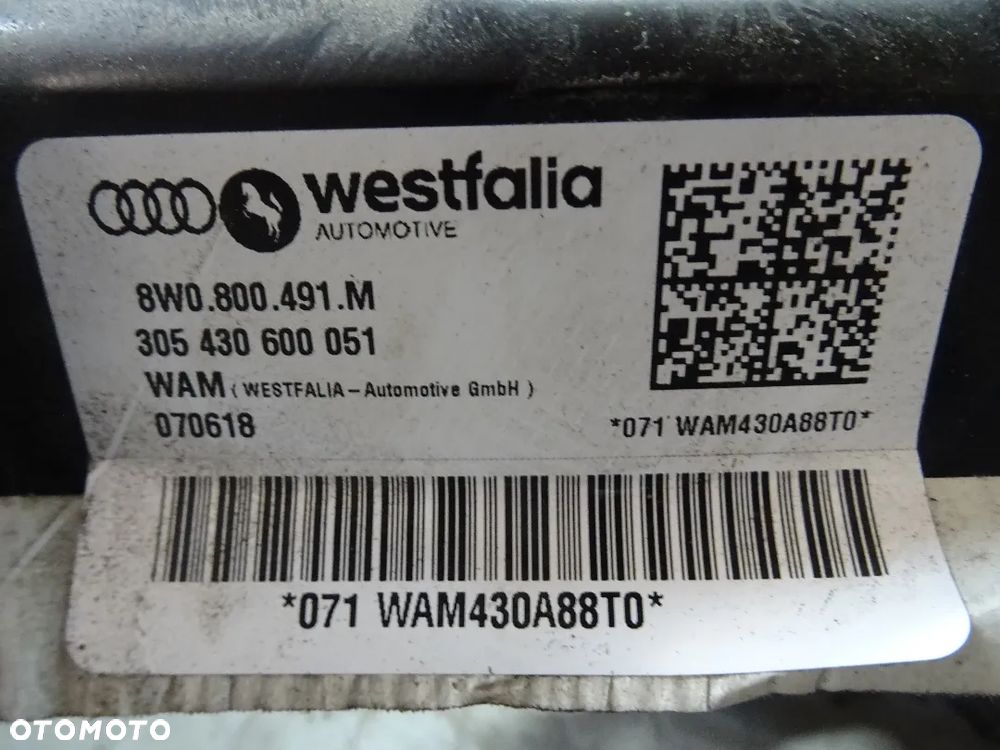 westfalia
AUTOMOTIVE
8W0.800.491.M
305 430 600 051
WAM ( WESTFALIA – Automotive GmbH )
070618
*071 WAM430A88T0*
*071 WAM430A88T0*
OTOMOTO